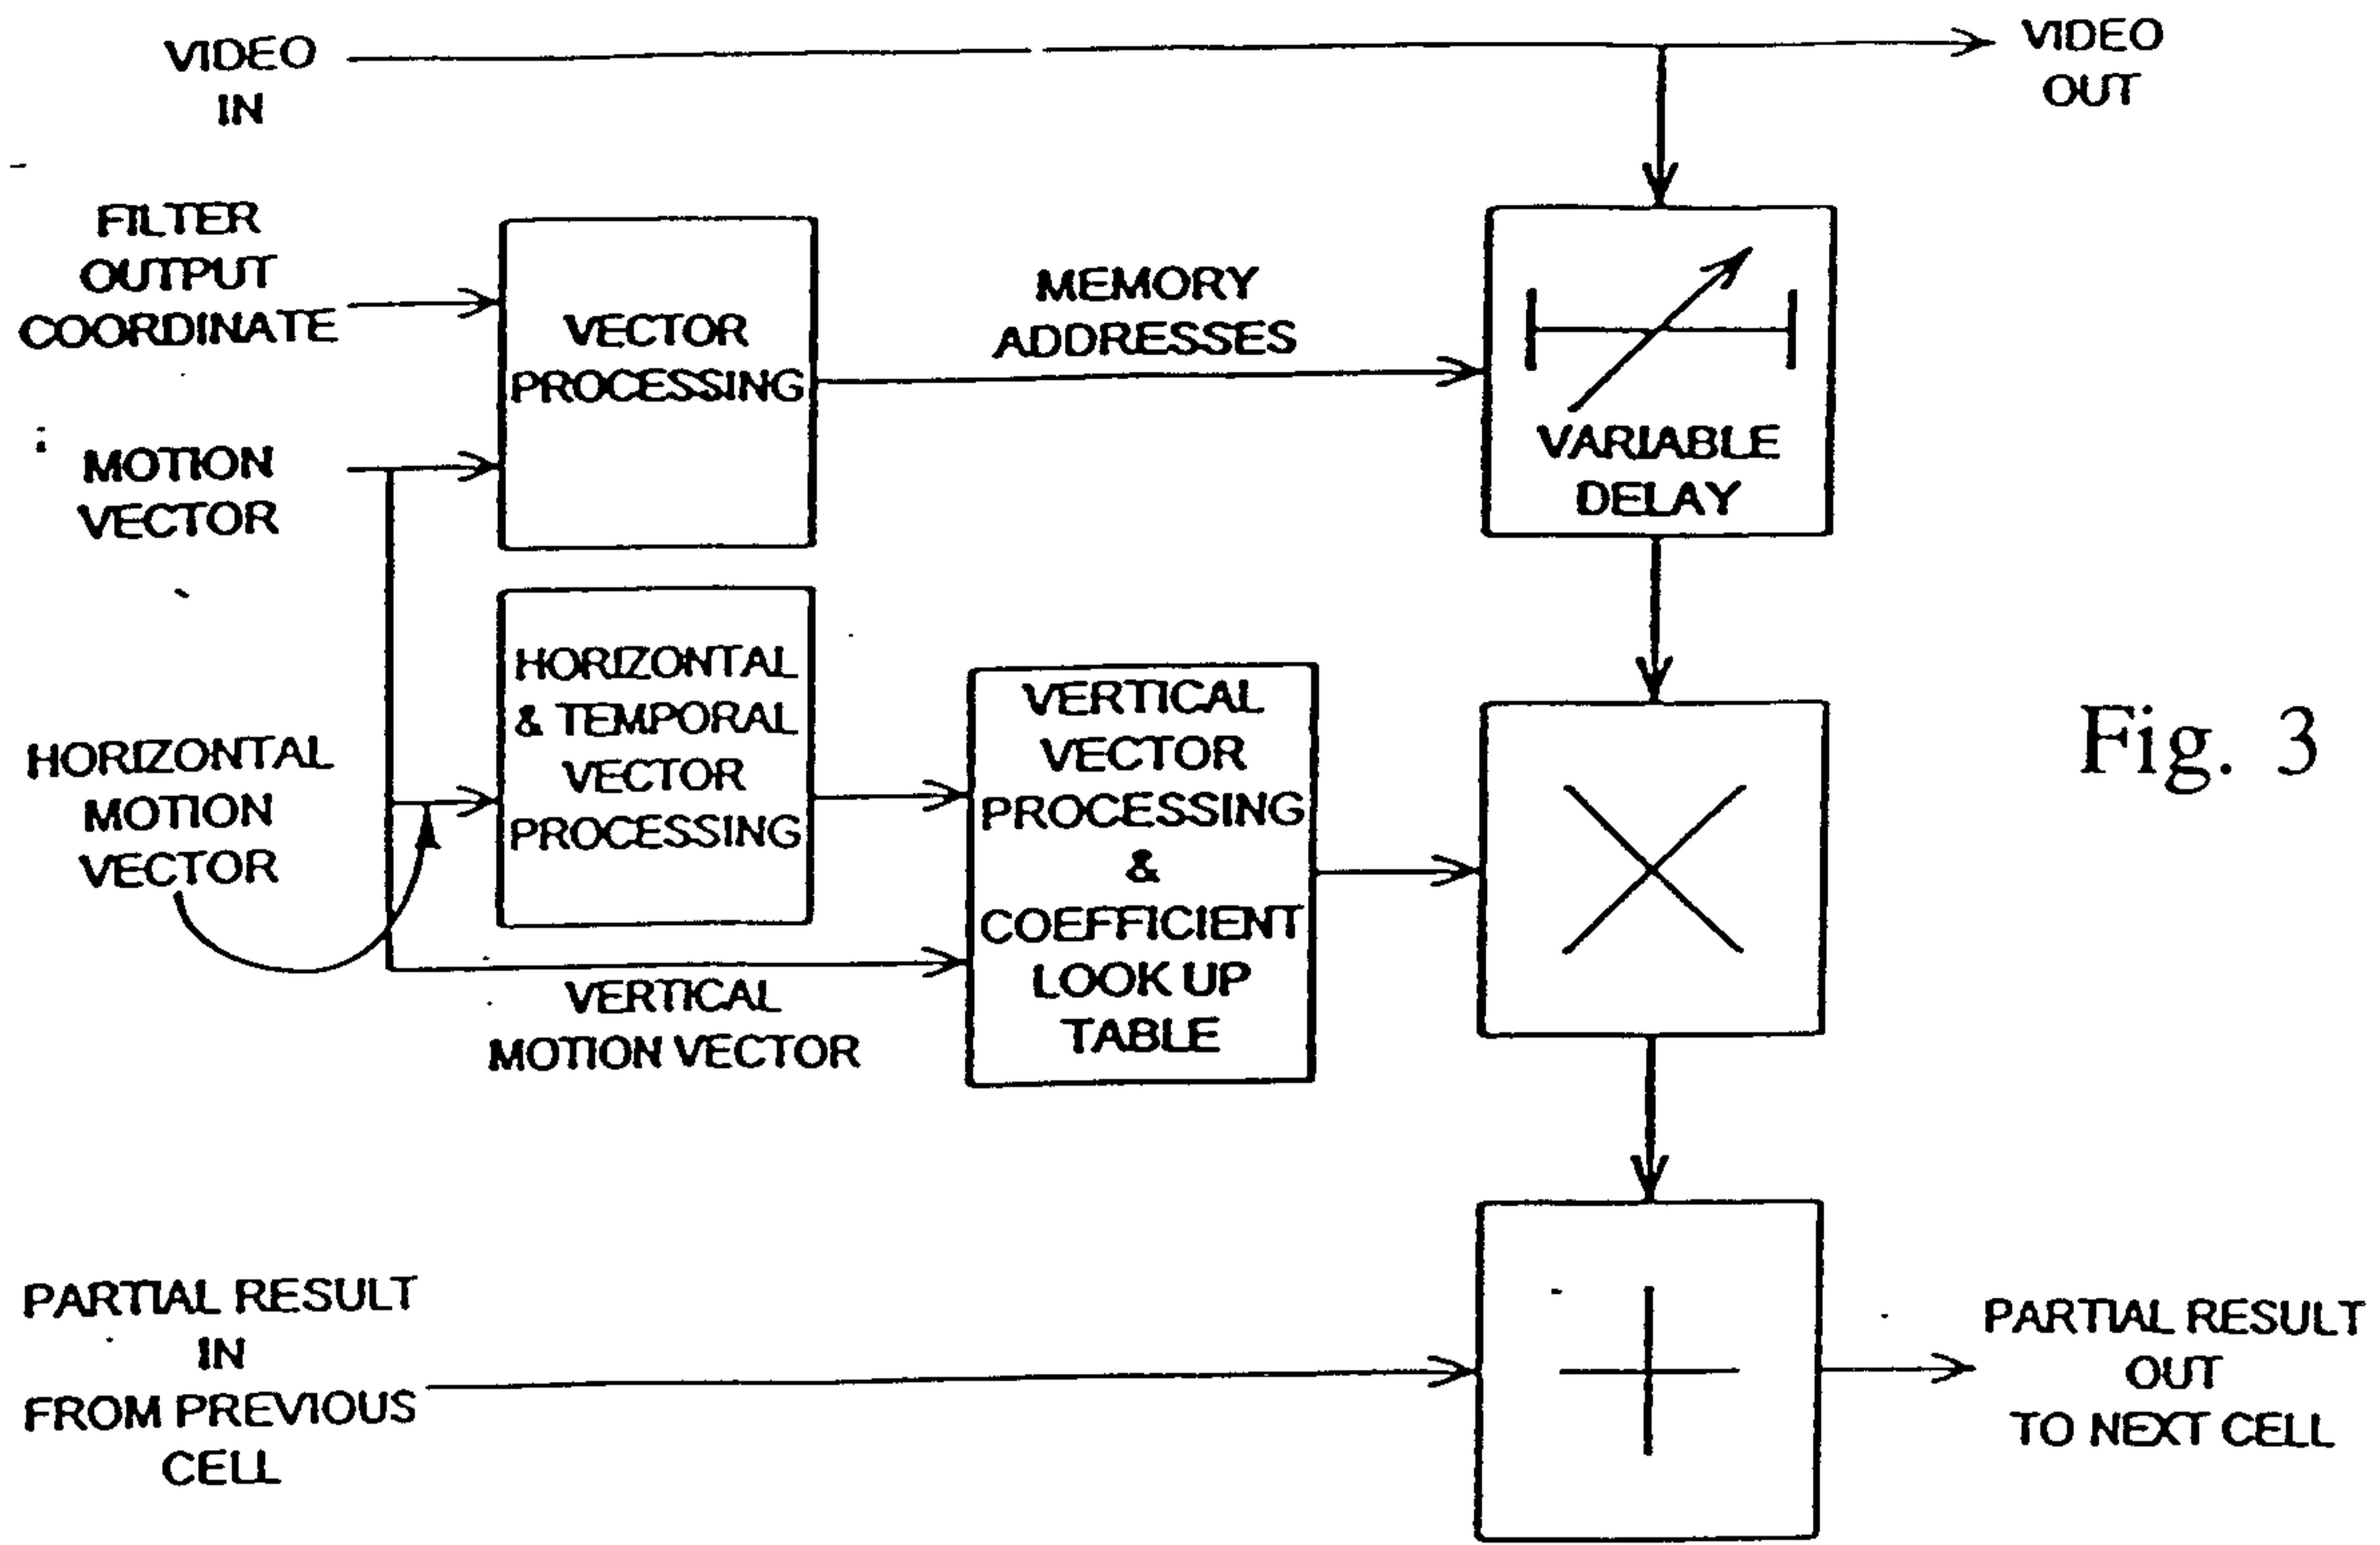 VIDEO
IN
VIDEO
OUT
FILTER
OUTPUT
COORDINATE
VECTOR
PROCESSING
MEMORY
ADDRESSES
VARIABLE
DELAY
MOTION
VECTOR
HORIZONTAL
& TEMPORAL
VECTOR
PROCESSING
HORIZONTAL
MOTION
VECTOR
VERTICAL
VECTOR
PROCESSING
&
COEFFICIENT
LOOK UP
TABLE
VERTICAL
MOTION VECTOR
Fig. 3
PARTIAL RESULT
IN
FROM PREVIOUS
CELL
PARTIAL RESULT
OUT
TO NEXT CELL